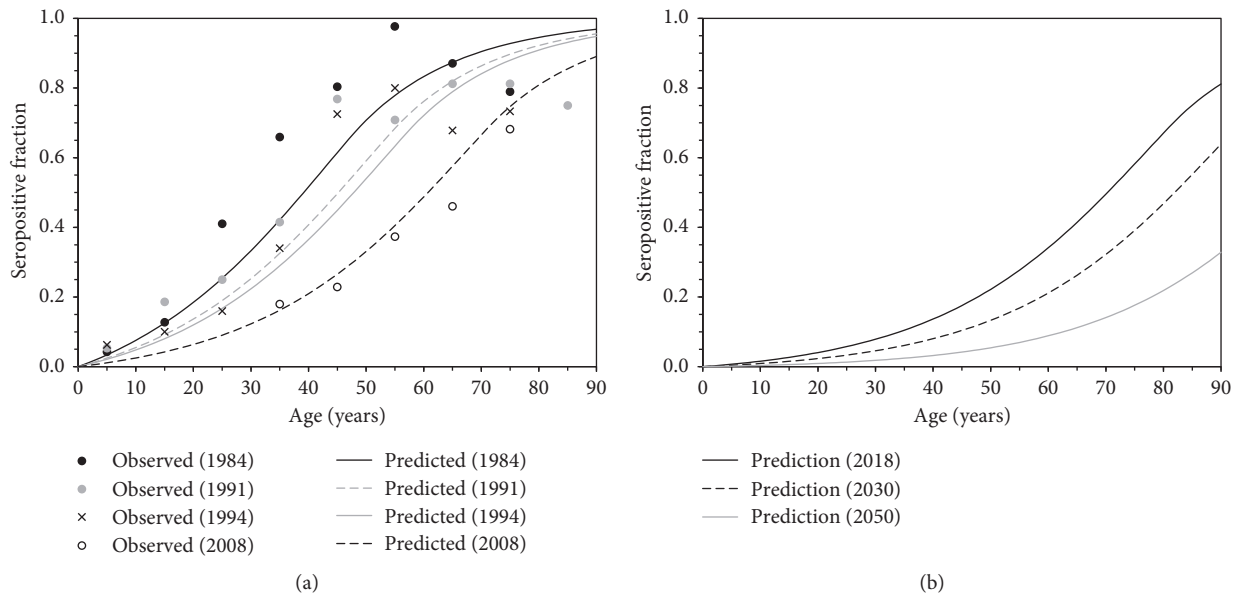 1.0
0.8
0.6
0.4
0.2
0.0
Seropositive fraction
0 10 20 30 40 50 60 70 80 90
Age (years)
Observed (1984)
Observed (1991)
Observed (1994)
Observed (2008)
Predicted (1984)
Predicted (1991)
Predicted (1994)
Predicted (2008)
(a)
1.0
0.8
0.6
0.4
0.2
0.0
Seropositive fraction
0 10 20 30 40 50 60 70 80 90
Age (years)
Prediction (2018)
Prediction (2030)
Prediction (2050)
(b)